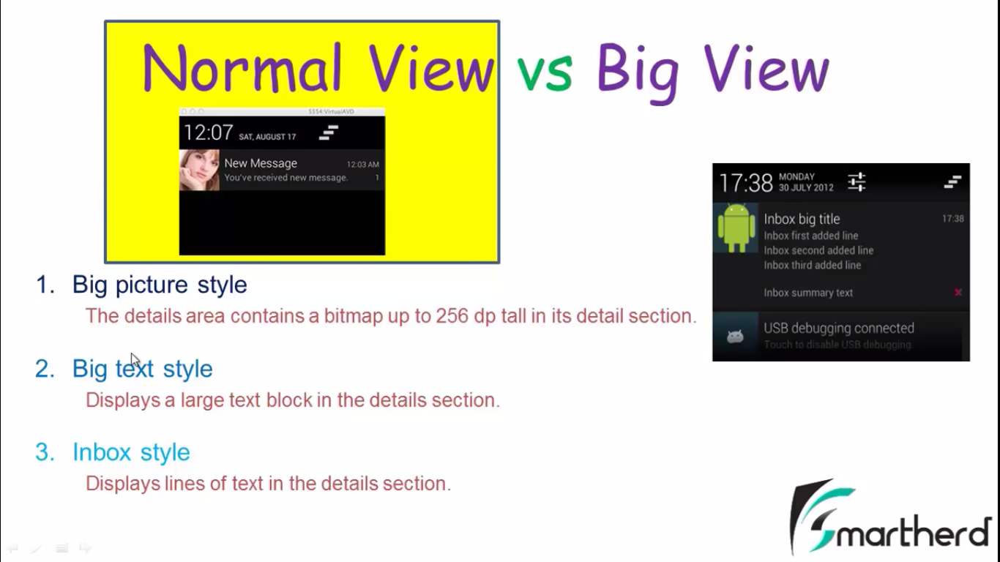 Normal View vs Big View
5554:VirtualAVD
12:07 SAT, AUGUST 17
New Message 12:03 AM
You've received new message. 1
17:38 MONDAY
30 JULY 2012
Inbox big title 17:38
Inbox first added line
Inbox second added line
Inbox third added line
Inbox summary text
USB debugging connected
Touch to disable USB debugging.
1. Big picture style
The details area contains a bitmap up to 256 dp tall in its detail section.
2. Big text style
Displays a large text block in the details section.
3. Inbox style
Displays lines of text in the details section.
Smartherd